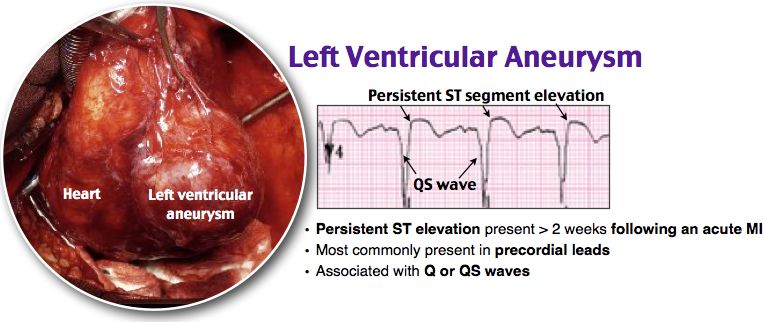 Left Ventricular Aneurysm
Persistent ST segment elevation
V4
QS wave
Heart
Left ventricular
aneurysm
• Persistent ST elevation present > 2 weeks following an acute MI
• Most commonly present in precordial leads
• Associated with Q or QS waves